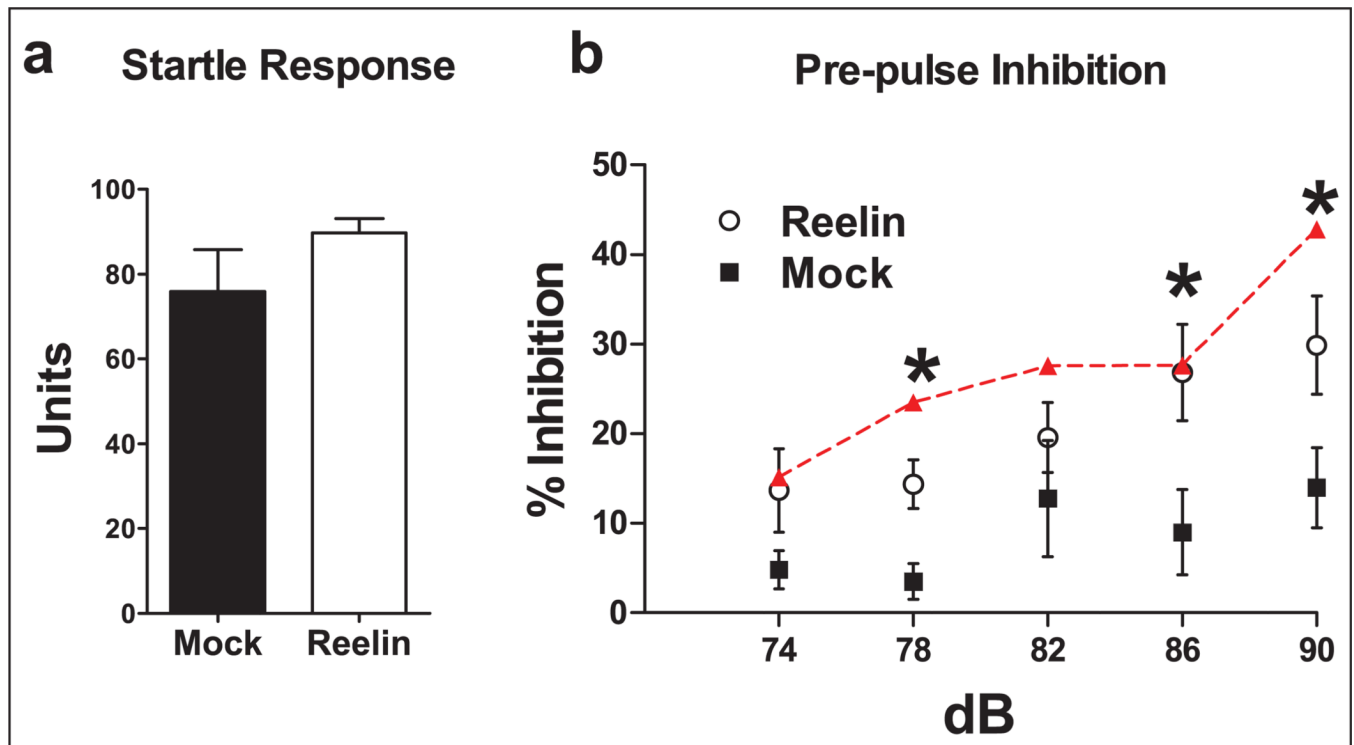 a Startle Response
Units
100
80
60
40
20
0
Mock Reelin
b Pre-pulse Inhibition
% Inhibition
50
40
30
20
10
0
Reelin
Mock
*
*
*
74 78 82 86 90
dB